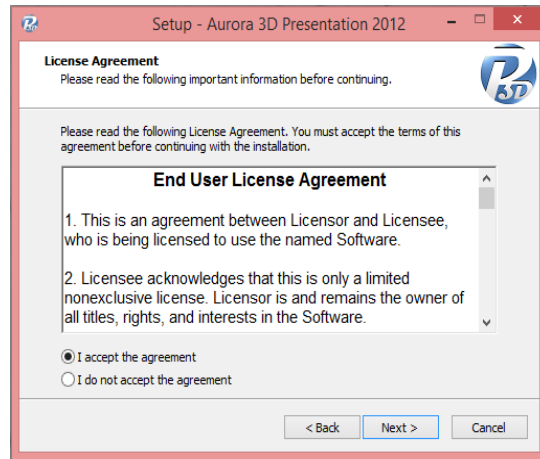 Setup - Aurora 3D Presentation 2012
License Agreement
Please read the following important information before continuing.
Please read the following License Agreement. You must accept the terms of this
agreement before continuing with the installation.
End User License Agreement
1. This is an agreement between Licensor and Licensee,
who is being licensed to use the named Software.
2. Licensee acknowledges that this is only a limited
nonexclusive license. Licensor is and remains the owner of
all titles, rights, and interests in the Software.
I accept the agreement
I do not accept the agreement
< Back Next > Cancel